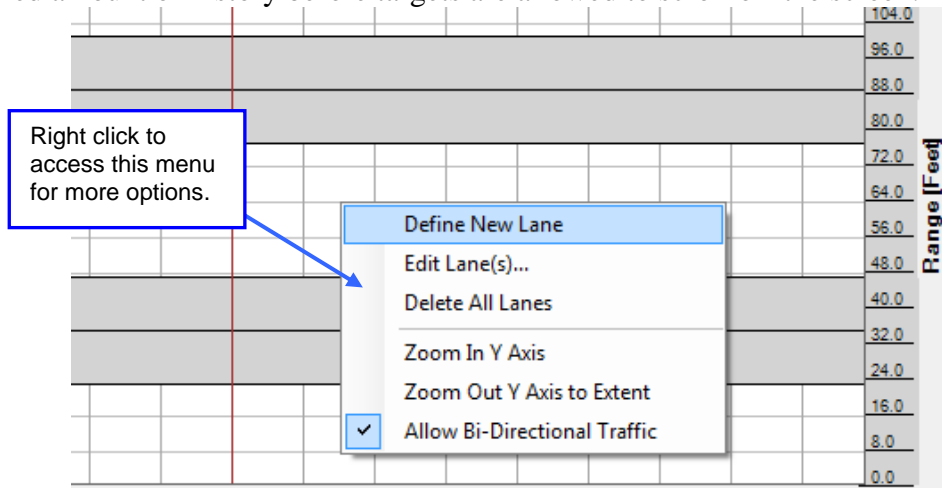 104.0
96.0
88.0
80.0
72.0
64.0
56.0
48.0
40.0
32.0
24.0
16.0
8.0
0.0
Range [Feet]
Right click to
access this menu
for more options.
Define New Lane
Edit Lane(s)...
Delete All Lanes
Zoom In Y Axis
Zoom Out Y Axis to Extent
Allow Bi-Directional Traffic